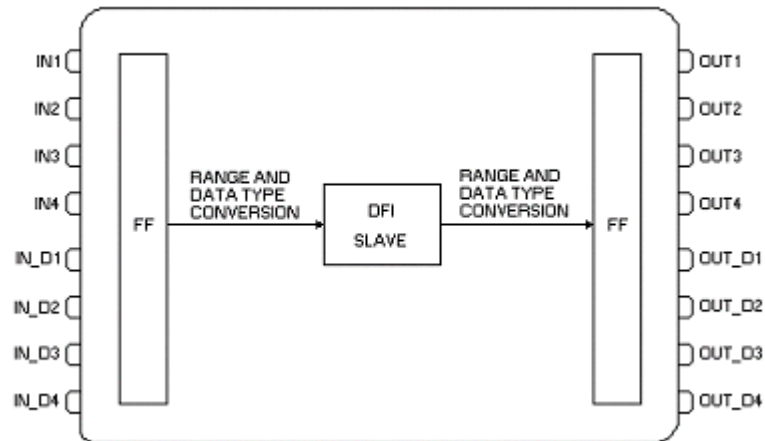 IN1
IN2
IN3
IN4
IN_D1
IN_D2
IN_D3
IN_D4
FF
RANGE AND
DATA TYPE
CONVERSION
DFI
SLAVE
RANGE AND
DATA TYPE
CONVERSION
FF
OUT1
OUT2
OUT3
OUT4
OUT_D1
OUT_D2
OUT_D3
OUT_D4